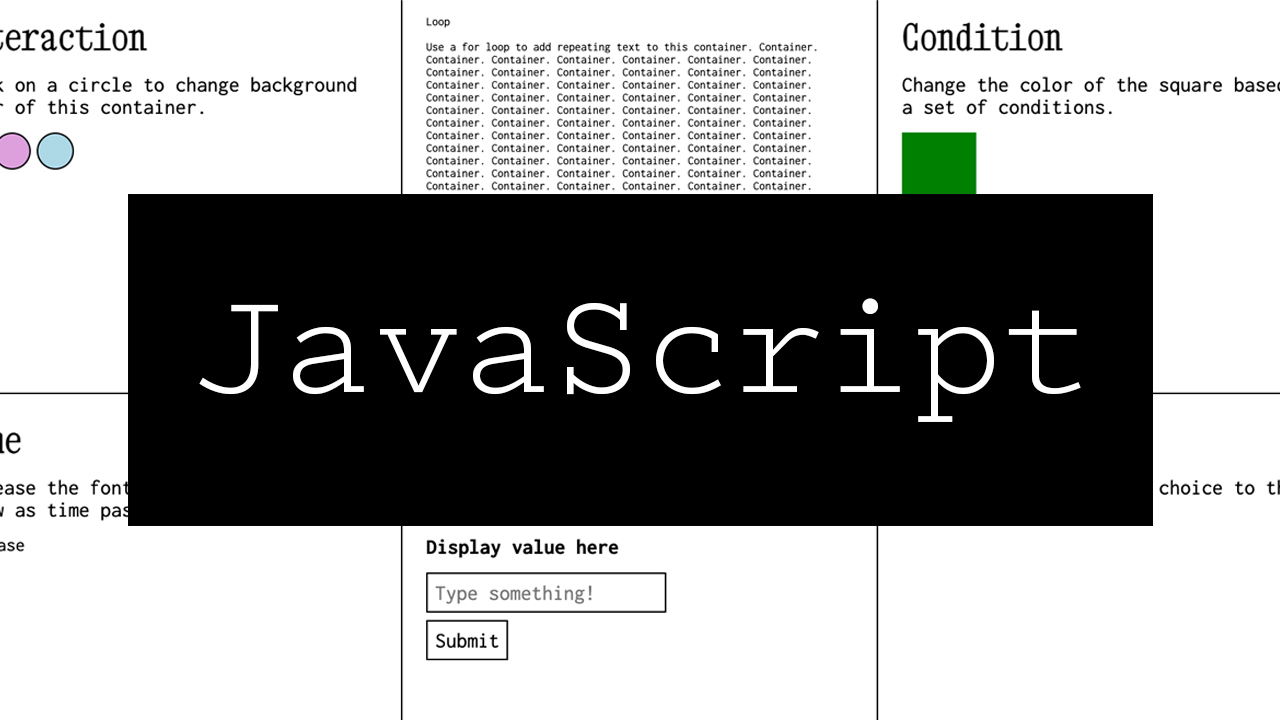 teraction
k on a circle to change background
r of this container.
Loop
Use a for loop to add repeating text to this container. Container.
Container. Container. Container. Container. Container. Container.
Container. Container. Container. Container. Container. Container.
Container. Container. Container. Container. Container. Container.
Container. Container. Container. Container. Container. Container.
Container. Container. Container. Container. Container. Container.
Container. Container. Container. Container. Container. Container.
Container. Container. Container. Container. Container. Container.
Container. Container. Container. Container. Container. Container.
Container. Container. Container. Container. Container. Container.
Container. Container. Container. Container. Container. Container.
Container. Container. Container. Container. Container. Container.
Condition
Change the color of the square based
a set of conditions.
JavaScript
ease the font
w as time pas
ase
Display value here
Type something!
Submit
choice to th